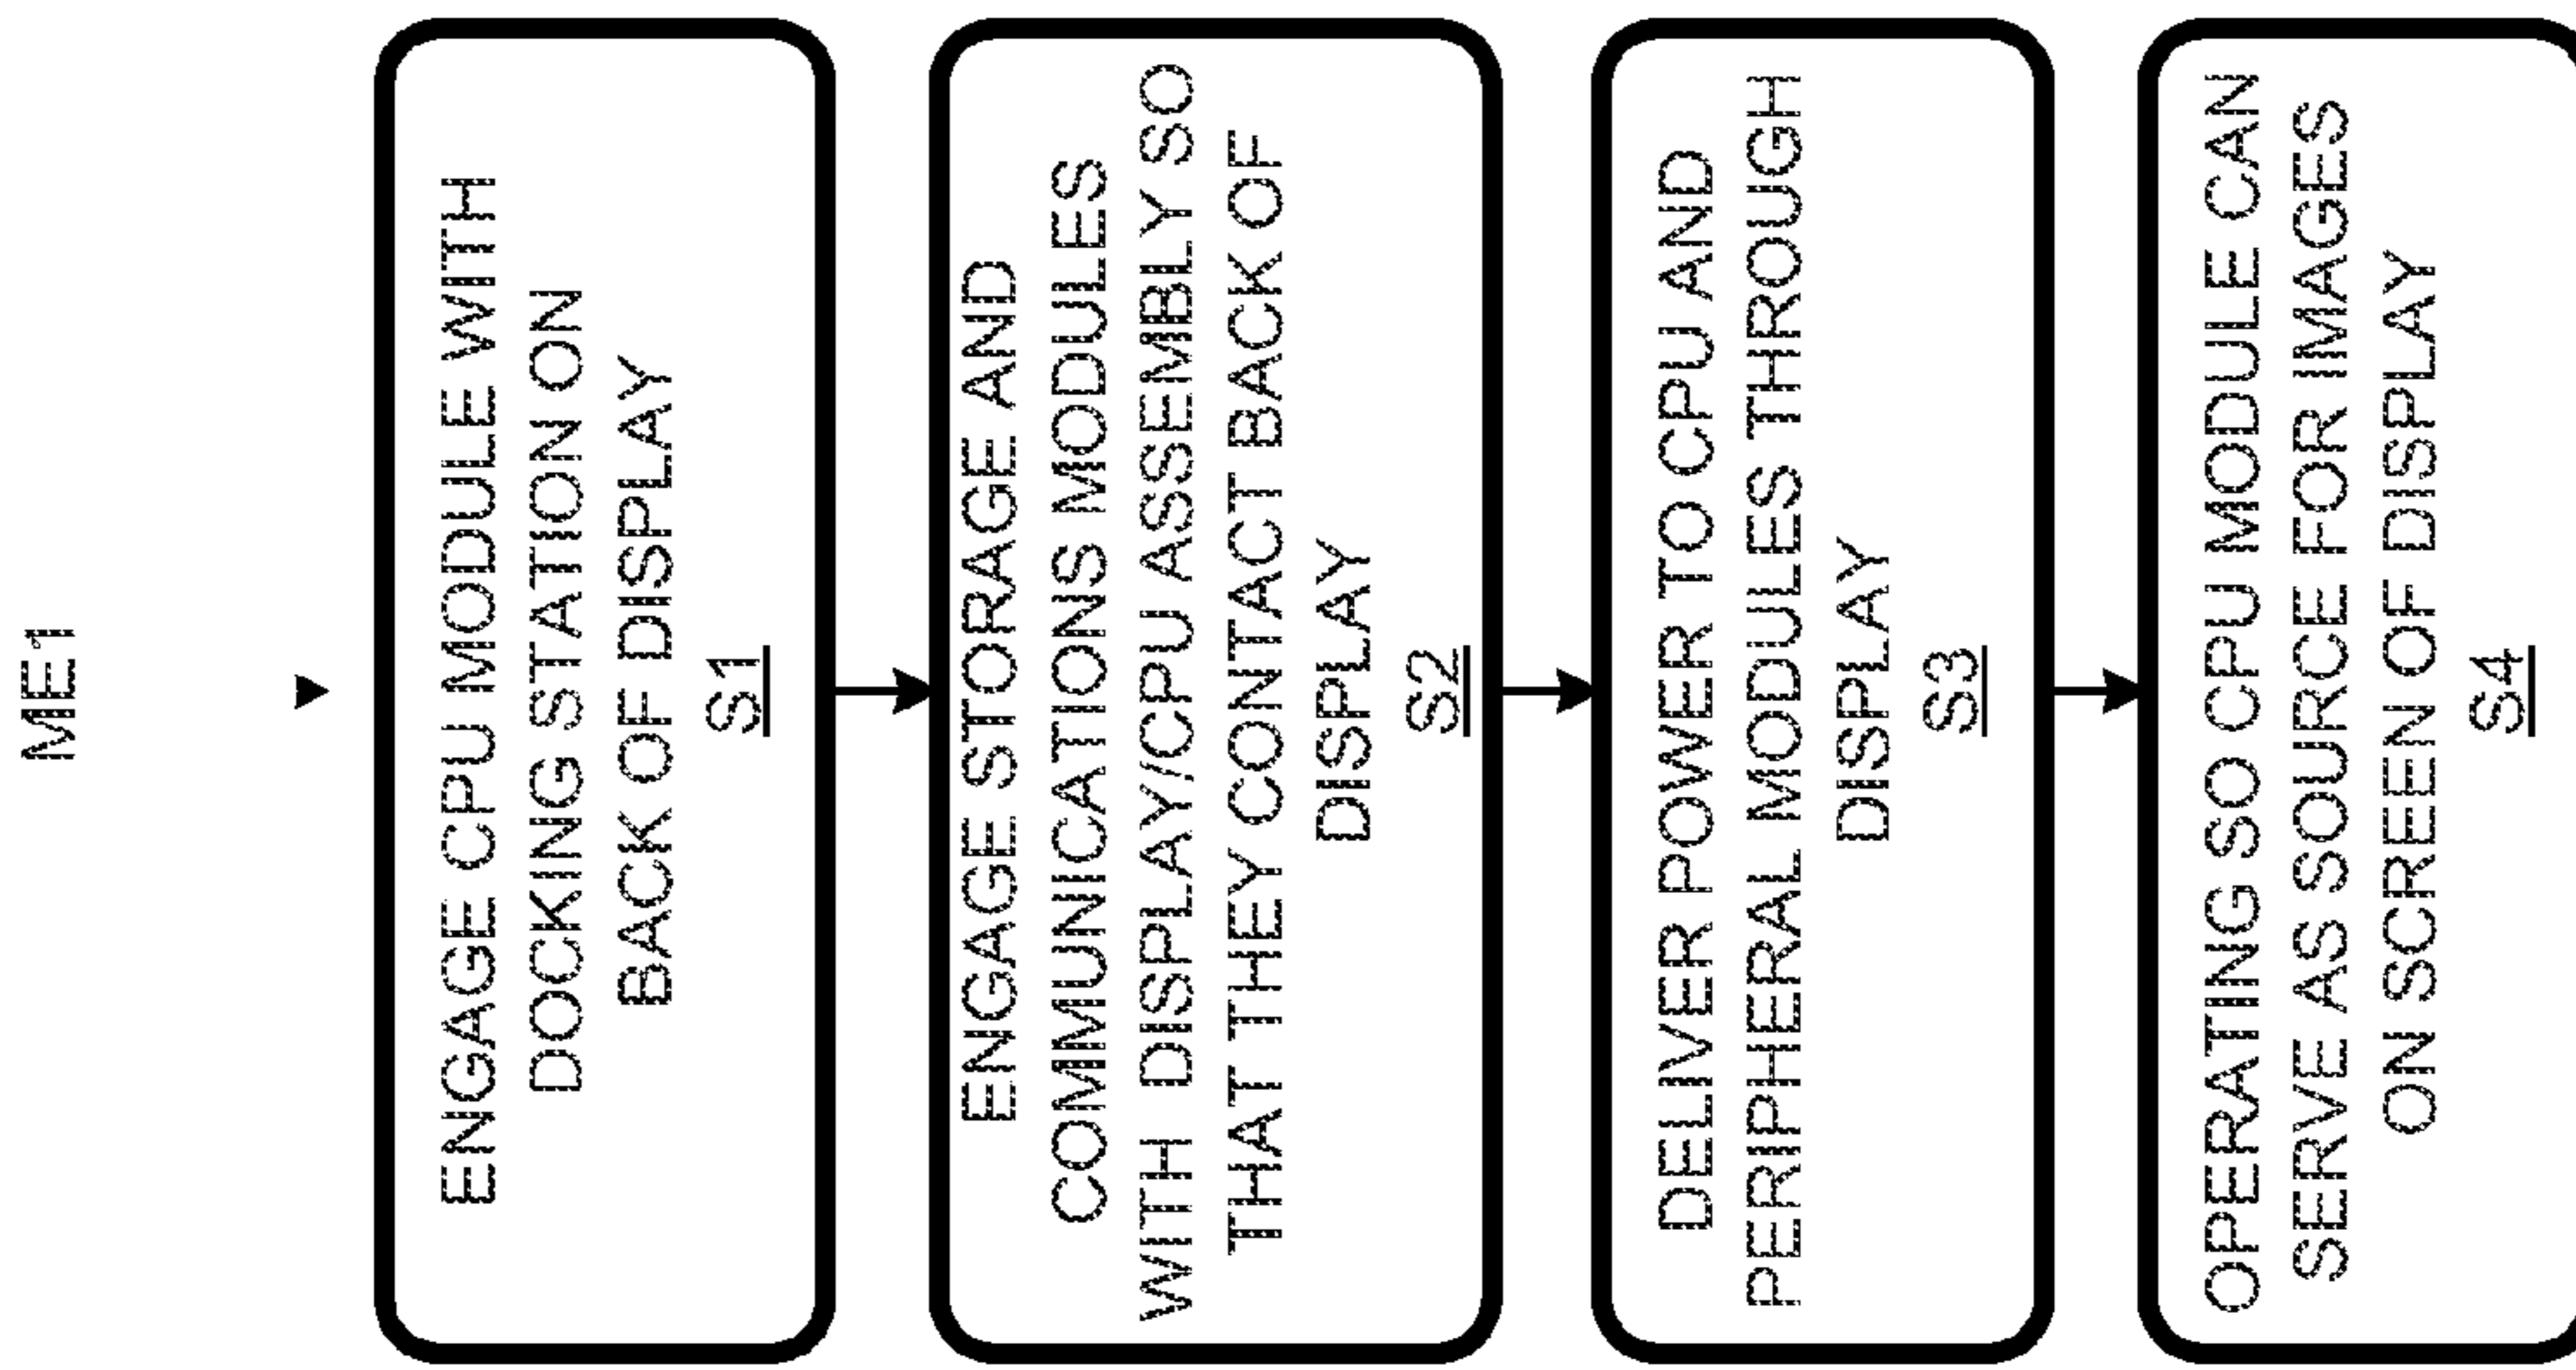 ME1
ENGAGE CPU MODULE WITH
DOCKING STATION ON
BACK OF DISPLAY
S1
ENGAGE STORAGE AND
COMMUNICATIONS MODULES
WITH DISPLAY/CPU ASSEMBLY SO
THAT THEY CONTACT BACK OF
DISPLAY
S2
DELIVER POWER TO CPU AND
PERIPHERAL MODULES THROUGH
DISPLAY
S3
OPERATING SO CPU MODULE CAN
SERVE AS SOURCE FOR IMAGES
ON SCREEN OF DISPLAY
S4